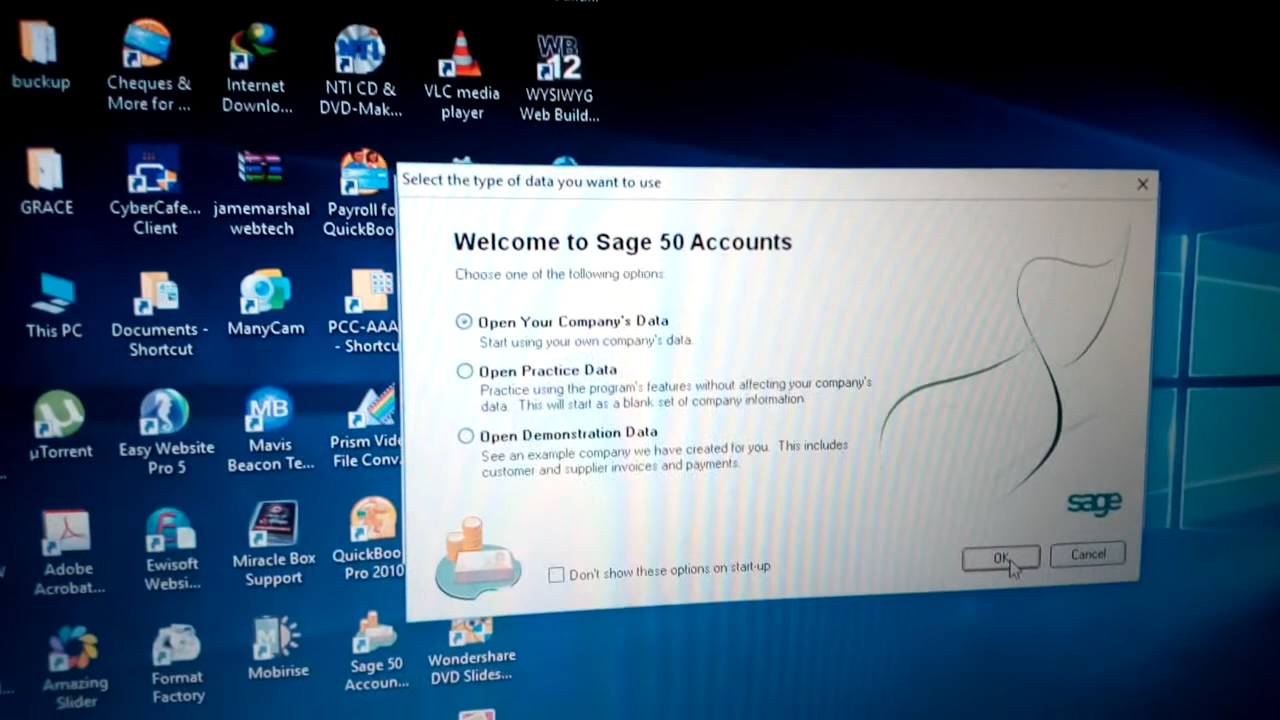 buckup
Cheques &
More for ...
Internet
Downlo...
NTI CD &
DVD-Mak...
VLC media
player
WB
12
WYSIWYG
Web Build...
GRACE
CyberCafe...
Client
jamemarshal
webtech
Payroll fo
QuickBoo
This PC
Documents -
Shortcut
ManyCam
PCC-AAA
- Shortcu
µTorrent
Easy Website
Pro 5
MB
Mavis
Beacon Te...
Prism Vide
File Conv.
Adobe
Acrobat...
Ewisoft
Websi...
Miracle Box
Support
QuickBoo
Pro 2010
Amazing
Slider
Format
Factory
Mobirise
Sage 50
Accoun...
Wondershare
DVD Slides...
Select the type of data you want to use
Welcome to Sage 50 Accounts
Choose one of the following options:
Open Your Company's Data
Start using your own company's data.
Open Practice Data
Practice using the program's features without affecting your company's
data. This will start as a blank set of company information.
Open Demonstration Data
See an example company we have created for you. This includes
customer and supplier invoices and payments.
sage
Don't show these options on start-up
OK
Cancel